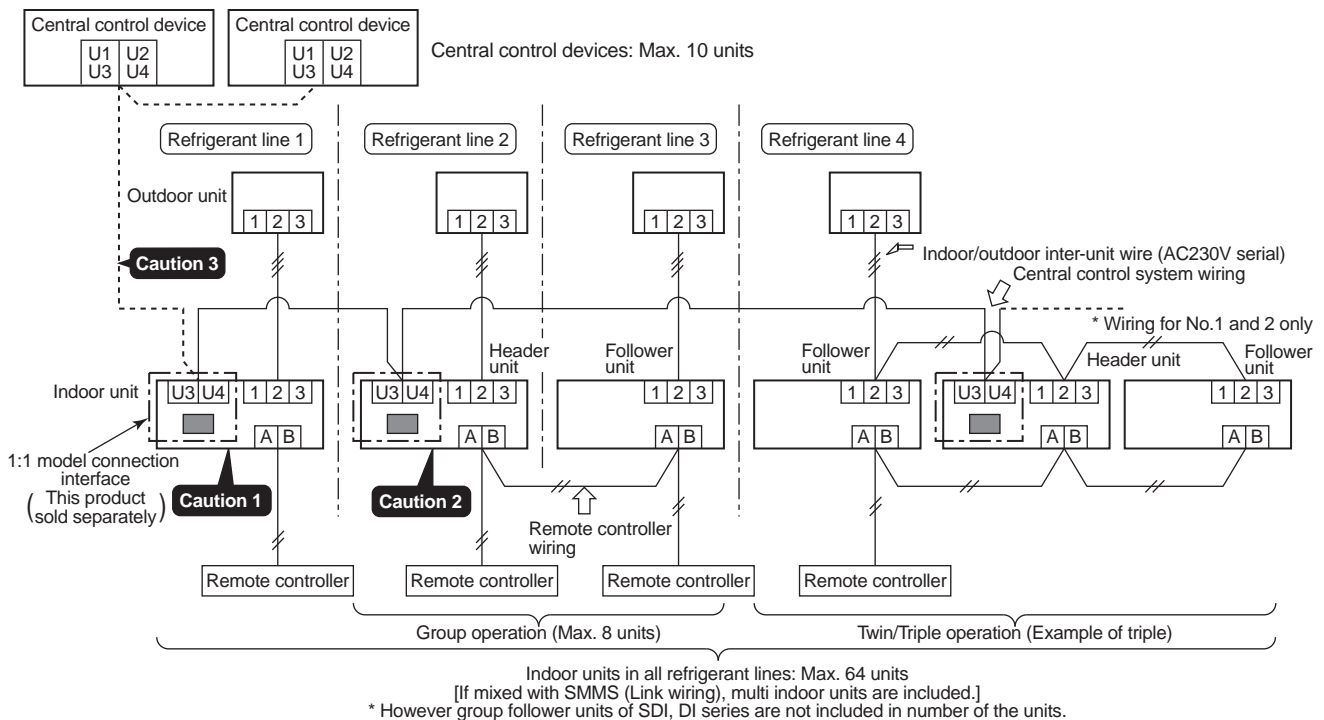 Central control device
U1 U2
U3 U4
Central control device
U1 U2
U3 U4
Central control devices: Max. 10 units
Refrigerant line 1
Refrigerant line 2
Refrigerant line 3
Refrigerant line 4
Outdoor unit
1 2 3
1 2 3
1 2 3
1 2 3
Caution 3
Indoor/outdoor inter-unit wire (AC230V serial)
Central control system wiring
* Wiring for No.1 and 2 only
Indoor unit
U3 U4
1 2 3
A B
Header
unit
U3 U4
1 2 3
A B
Follower
unit
1 2 3
A B
Follower
unit
1 2 3
A B
Header unit
U3 U4
1 2 3
A B
Follower
unit
1 2 3
A B
1:1 model connection
interface
(This product
sold separately)
Caution 1
Caution 2
Remote controller
wiring
Remote controller
Remote controller
Remote controller
Remote controller
Group operation (Max. 8 units)
Twin/Triple operation (Example of triple)
Indoor units in all refrigerant lines: Max. 64 units
[If mixed with SMMS (Link wiring), multi indoor units are included.]
* However group follower units of SDI, DI series are not included in number of the units.